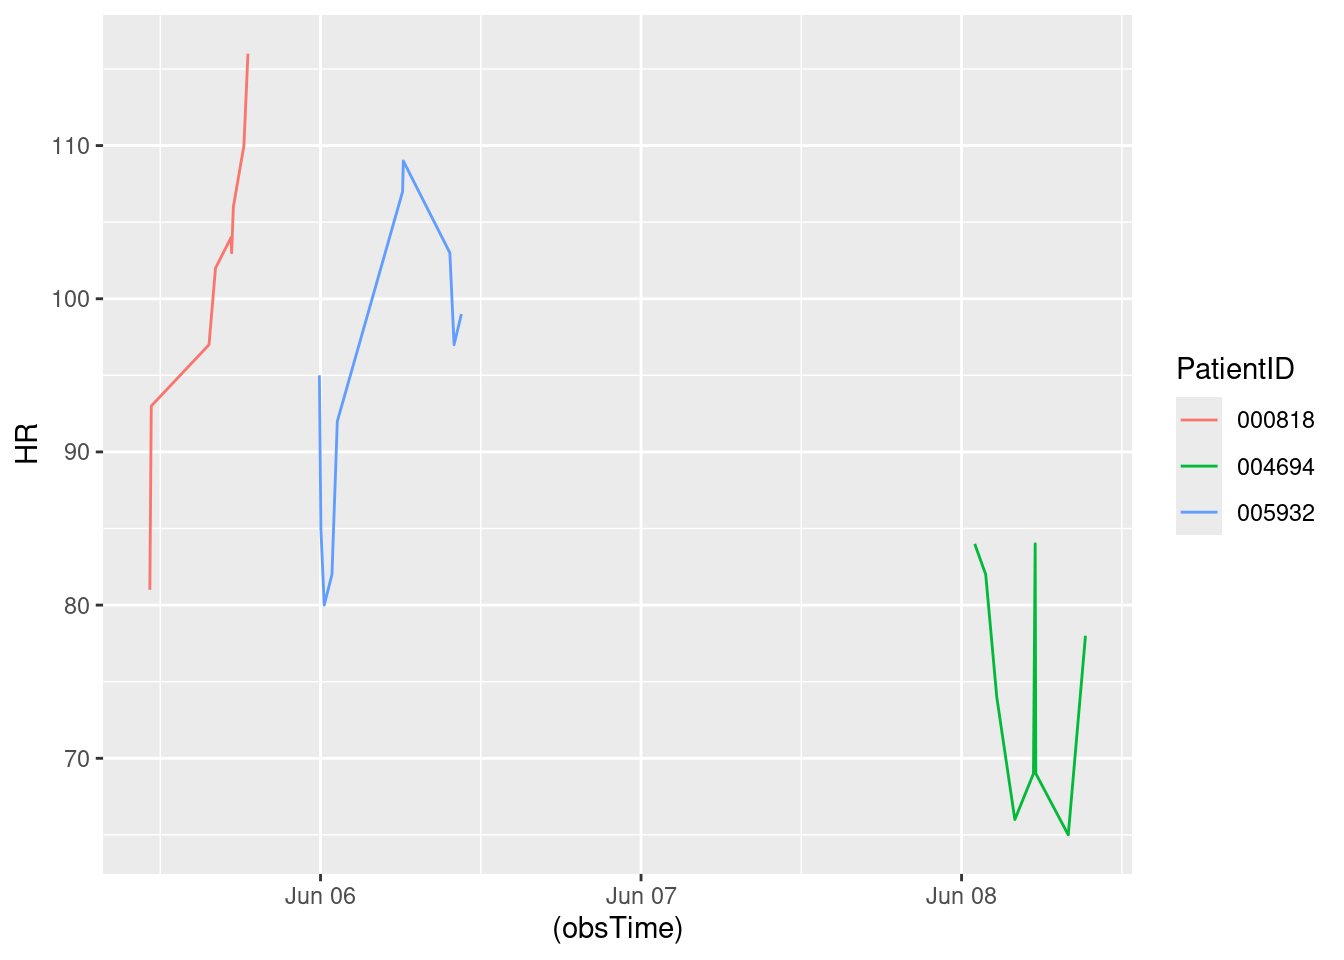 110
100
90
80
70
HR
Jun 06
Jun 07
Jun 08
(obsTime)
PatientID
000818
004694
005932